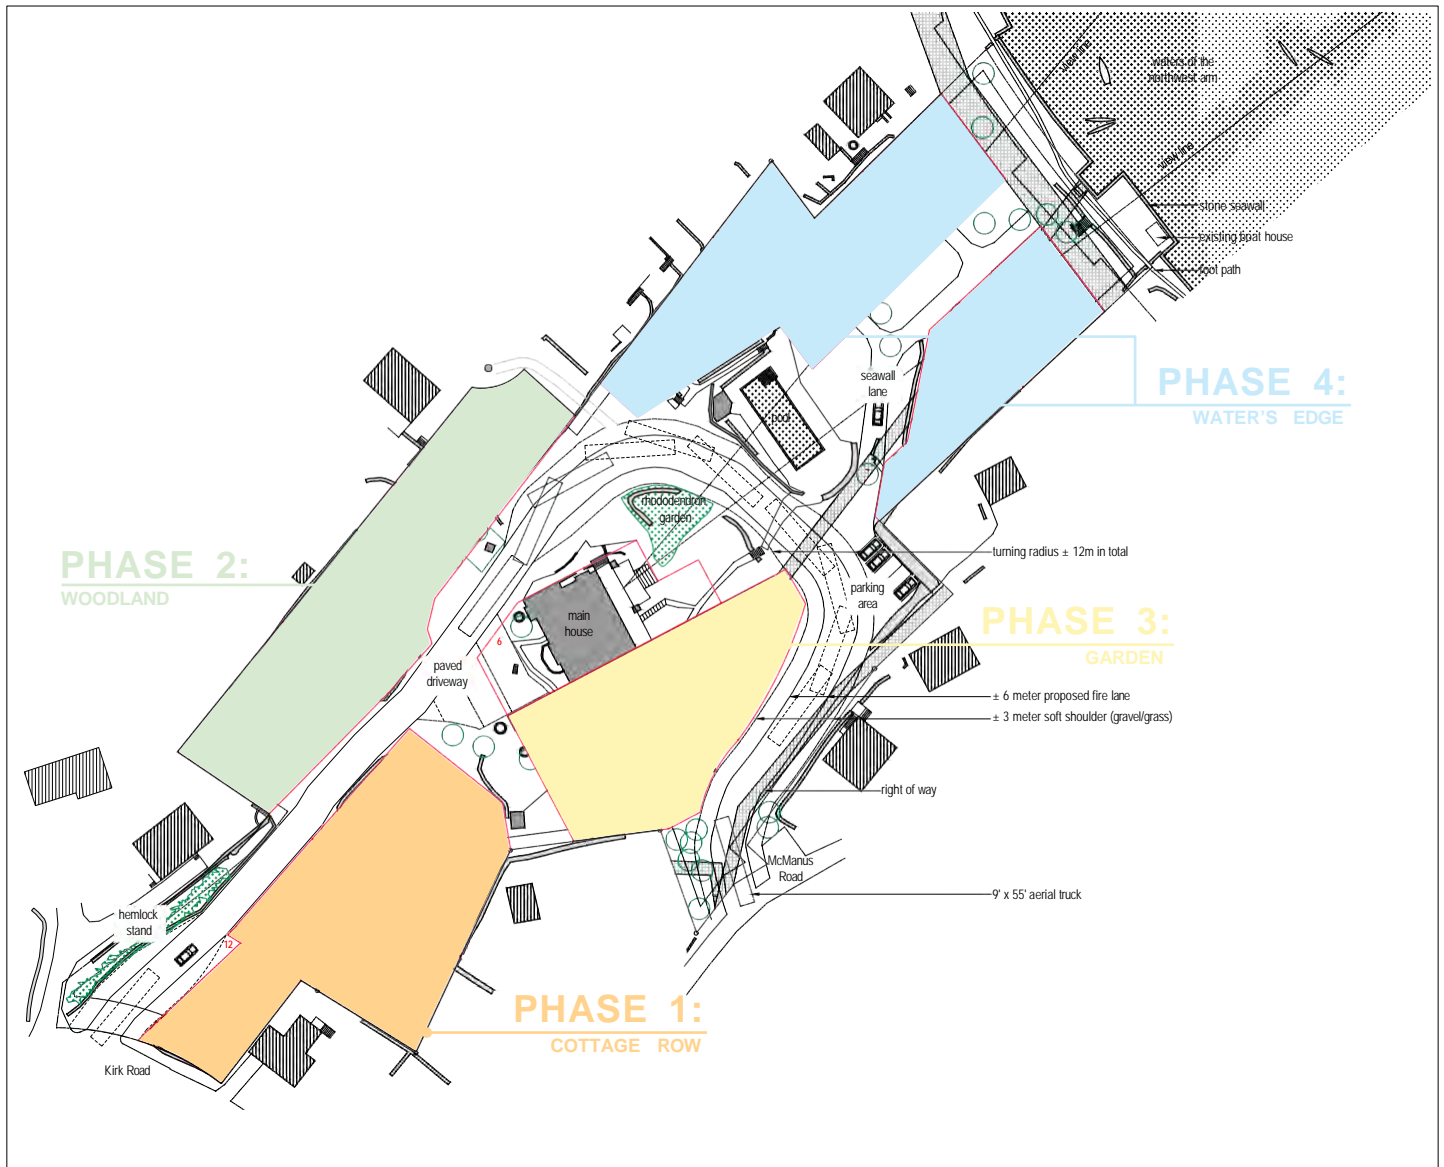 view line
waters of the
northwest arm
view line
stone seawall
existing boat house
foot path
seawall
lane
PHASE 4:
WATER'S EDGE
pool
rhododendron
garden
turning radius ± 12m in total
PHASE 2:
WOODLAND
parking
area
main
house
PHASE 3:
GARDEN
6
paved
driveway
± 6 meter proposed fire lane
± 3 meter soft shoulder (gravel/grass)
right of way
McManus
Road
9' x 55' aerial truck
hemlock
stand
12
PHASE 1:
COTTAGE ROW
Kirk Road